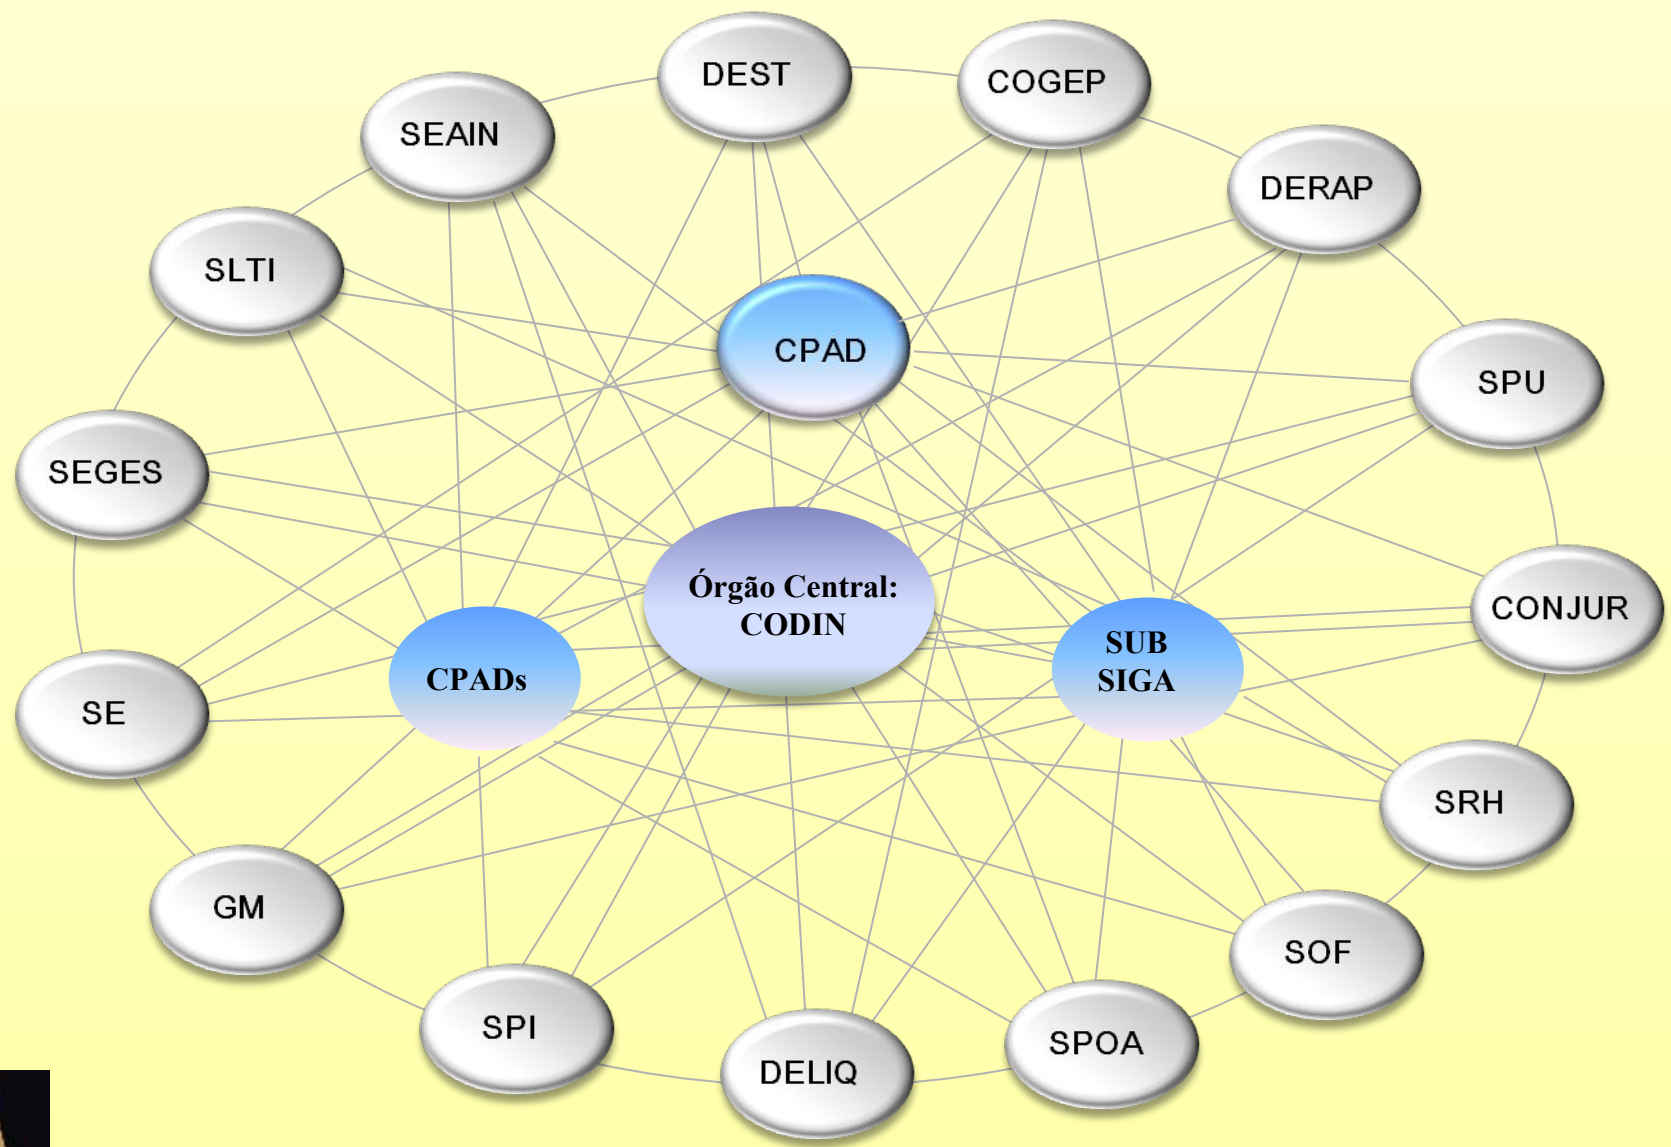 DEST
COGEP
SEAIN
DERAP
SLTI
CPAD
SPU
SEGES
Órgão Central:
CODIN
CONJUR
SUB
SIGA
CPADs
SE
SRH
GM
SOF
SPI
SPOA
DELIQ